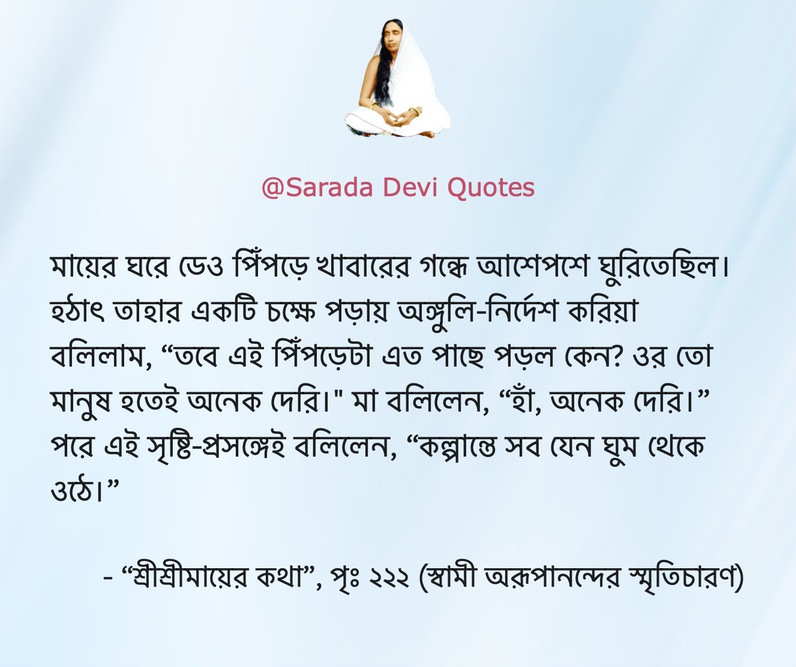 @Sarada Devi Quotes
মায়ের ঘরে ডেও পিঁপড়ে খাবারের গন্ধে আশেপশে ঘুরিতেছিল।
হঠাৎ তাহার একটি চক্ষে পড়ায় অঙ্গুলি-নির্দেশ করিয়া
বলিলাম, “তবে এই পিঁপড়েটা এত পাছে পড়ল কেন? ওর তো
মানুষ হতেই অনেক দেরি।" মা বলিলেন, “হাঁ, অনেক দেরি।”
পরে এই সৃষ্টি-প্রসঙ্গেই বলিলেন, “কল্পান্তে সব যেন ঘুম থেকে
ওঠে।”
- “শ্রীশ্রীমায়ের কথা”, পৃঃ ২২২ (স্বামী অরূপানন্দের স্মৃতিচারণ)